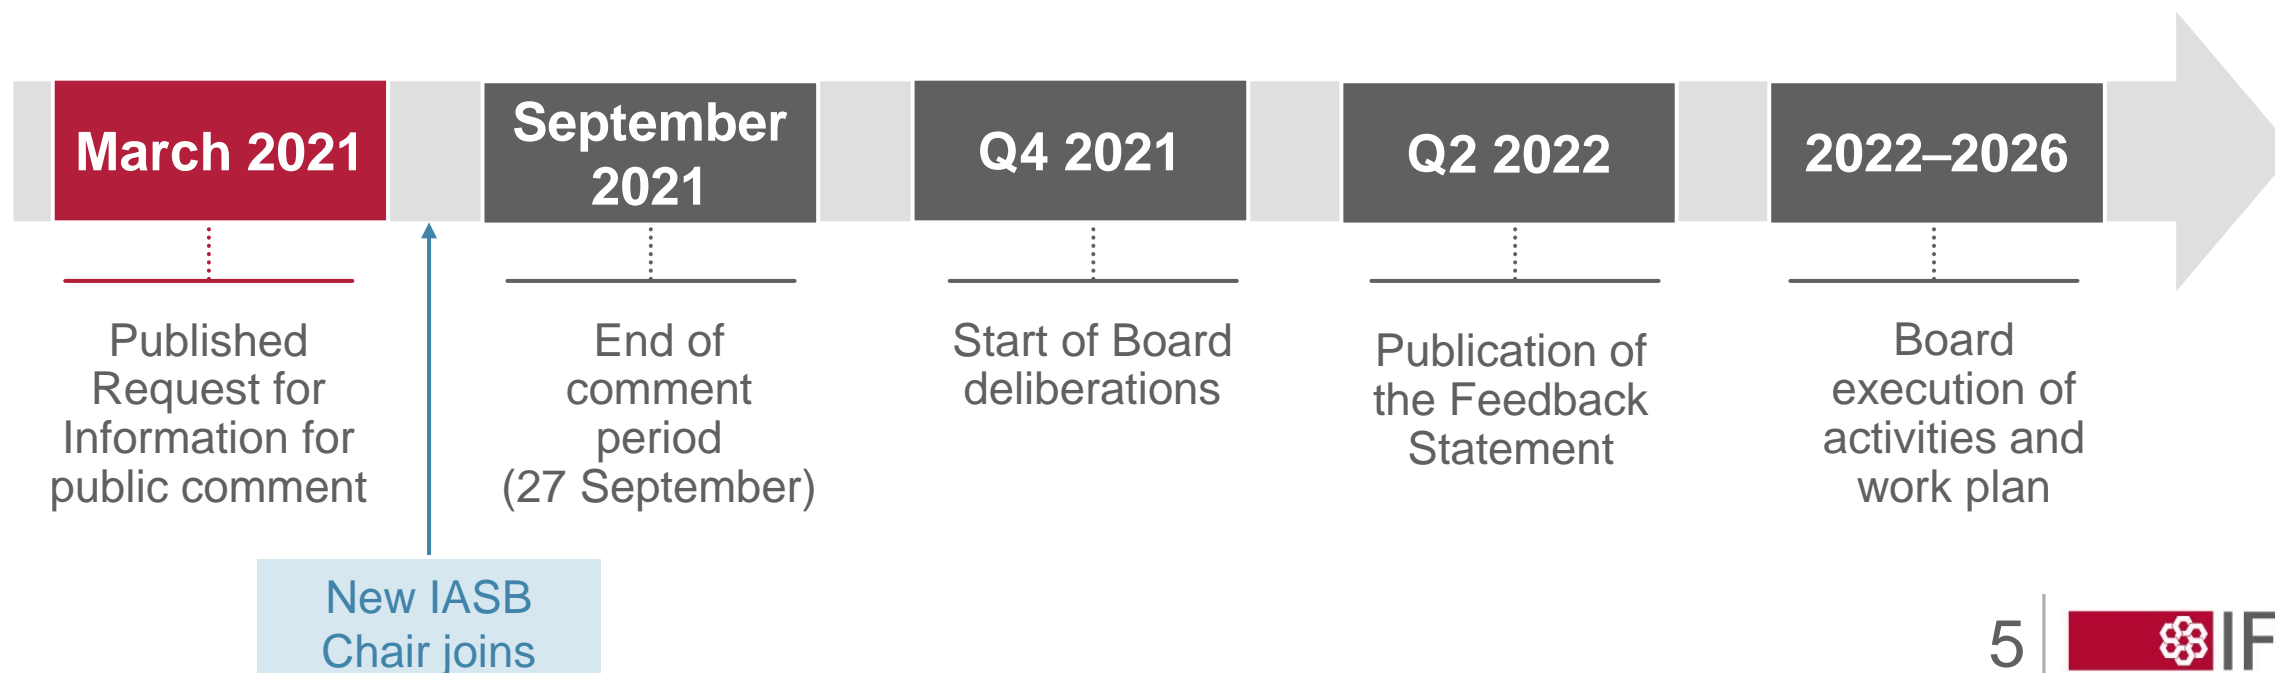 March 2021
September
2021
Q4 2021
Q2 2022
2022–2026
Published
Request for
Information for
public comment
End of
comment
period
(27 September)
Start of Board
deliberations
Publication of
the Feedback
Statement
Board
execution of
activities and
work plan
New IASB
Chair joins
5
IF